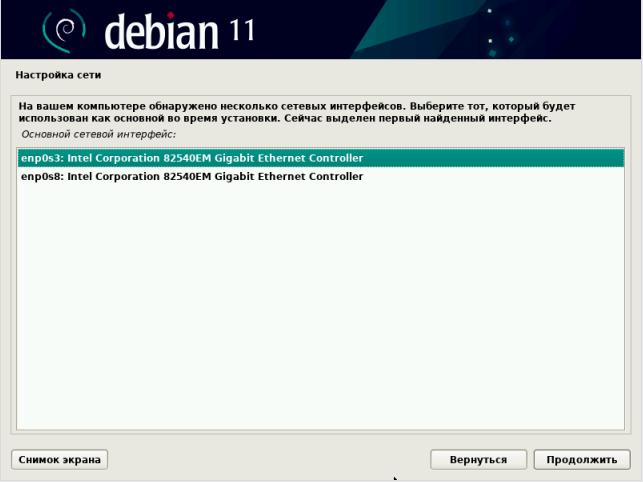 debian 11
Настройка сети
На вашем компьютере обнаружено несколько сетевых интерфейсов. Выберите тот, который будет
использован как основной во время установки. Сейчас выделен первый найденный интерфейс.
Основной сетевой интерфейс:
enp0s3: Intel Corporation 82540EM Gigabit Ethernet Controller
enp0s8: Intel Corporation 82540EM Gigabit Ethernet Controller
Снимок экрана
Вернуться
Продолжить